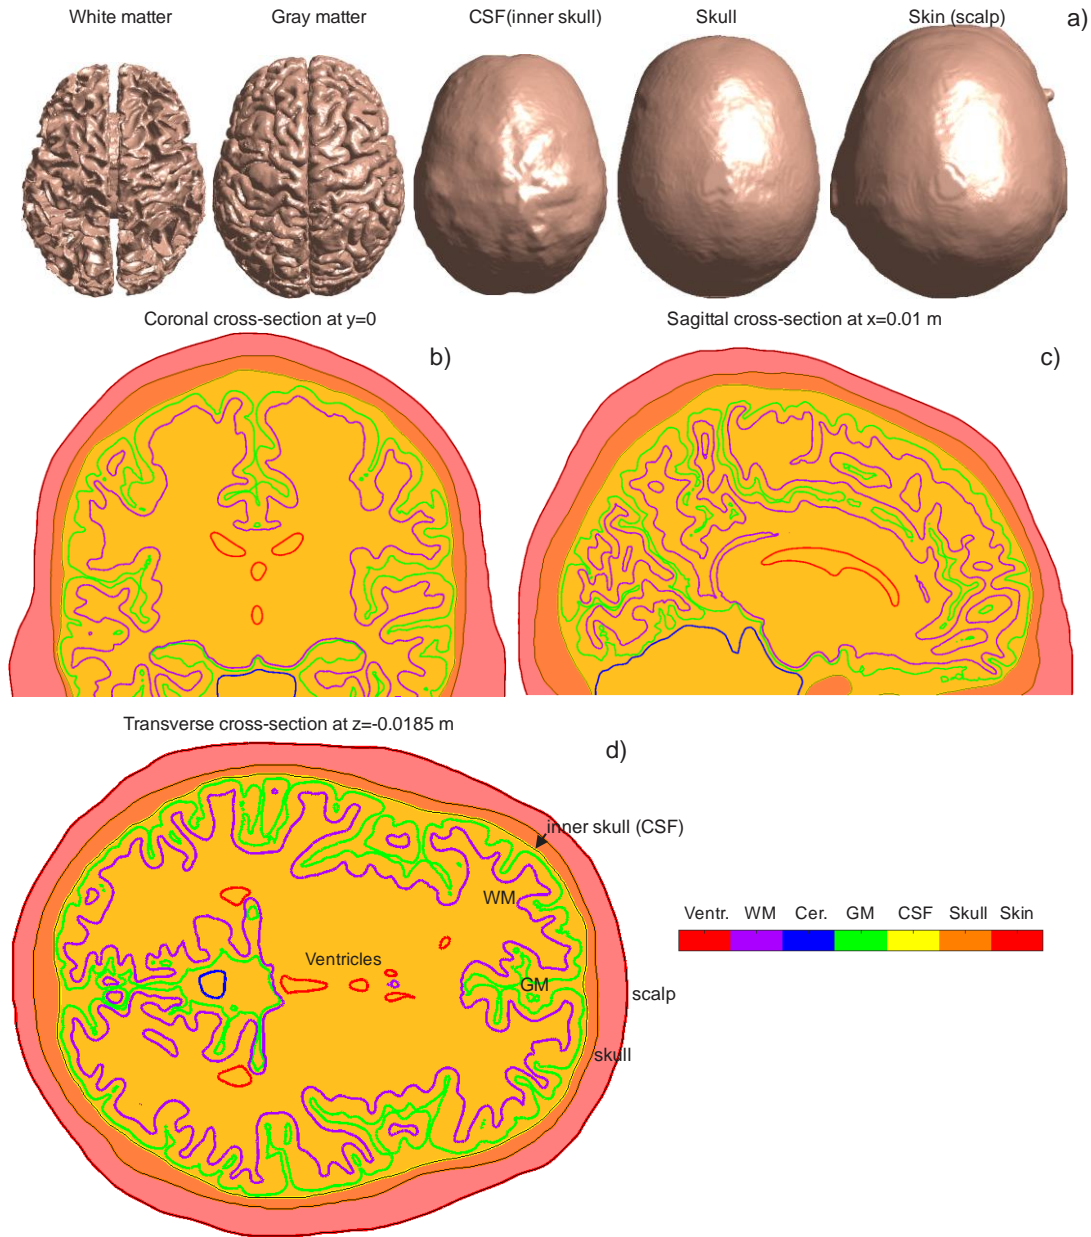 White matter Gray matter CSF(inner skull) Skull Skin (scalp) a)
Coronal cross-section at y=0 Sagittal cross-section at x=0.01 m
b) c)
Transverse cross-section at z=-0.0185 m
d)
inner skull (CSF)
WM
Ventr. WM Cer. GM CSF Skull Skin
Ventricles
GM
scalp
skull